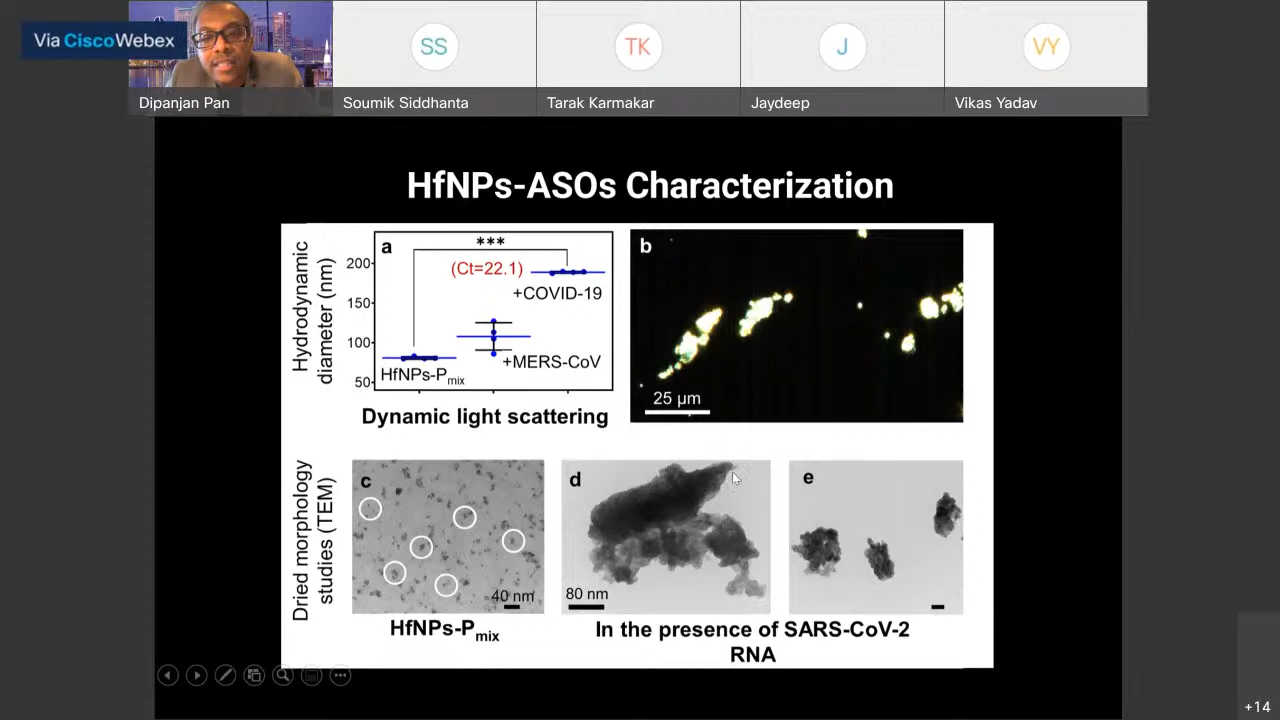 Via Cisco Webex
SS
TK
J
VY
Dipanjan Pan
Soumik Siddhanta
Tarak Karmakar
Jaydeep
Vikas Yadav
HfNPs-ASOs Characterization
Hydrodynamic
diameter (nm)
a
***
200
150
100
50
(Ct=22.1)
+COVID-19
+MERS-CoV
HfNPs-Pmix
Dynamic light scattering
b
25 µm
Dried morphology
studies (TEM)
c
40 nm
HfNPs-Pmix
d
80 nm
e
In the presence of SARS-CoV-2
RNA
+14